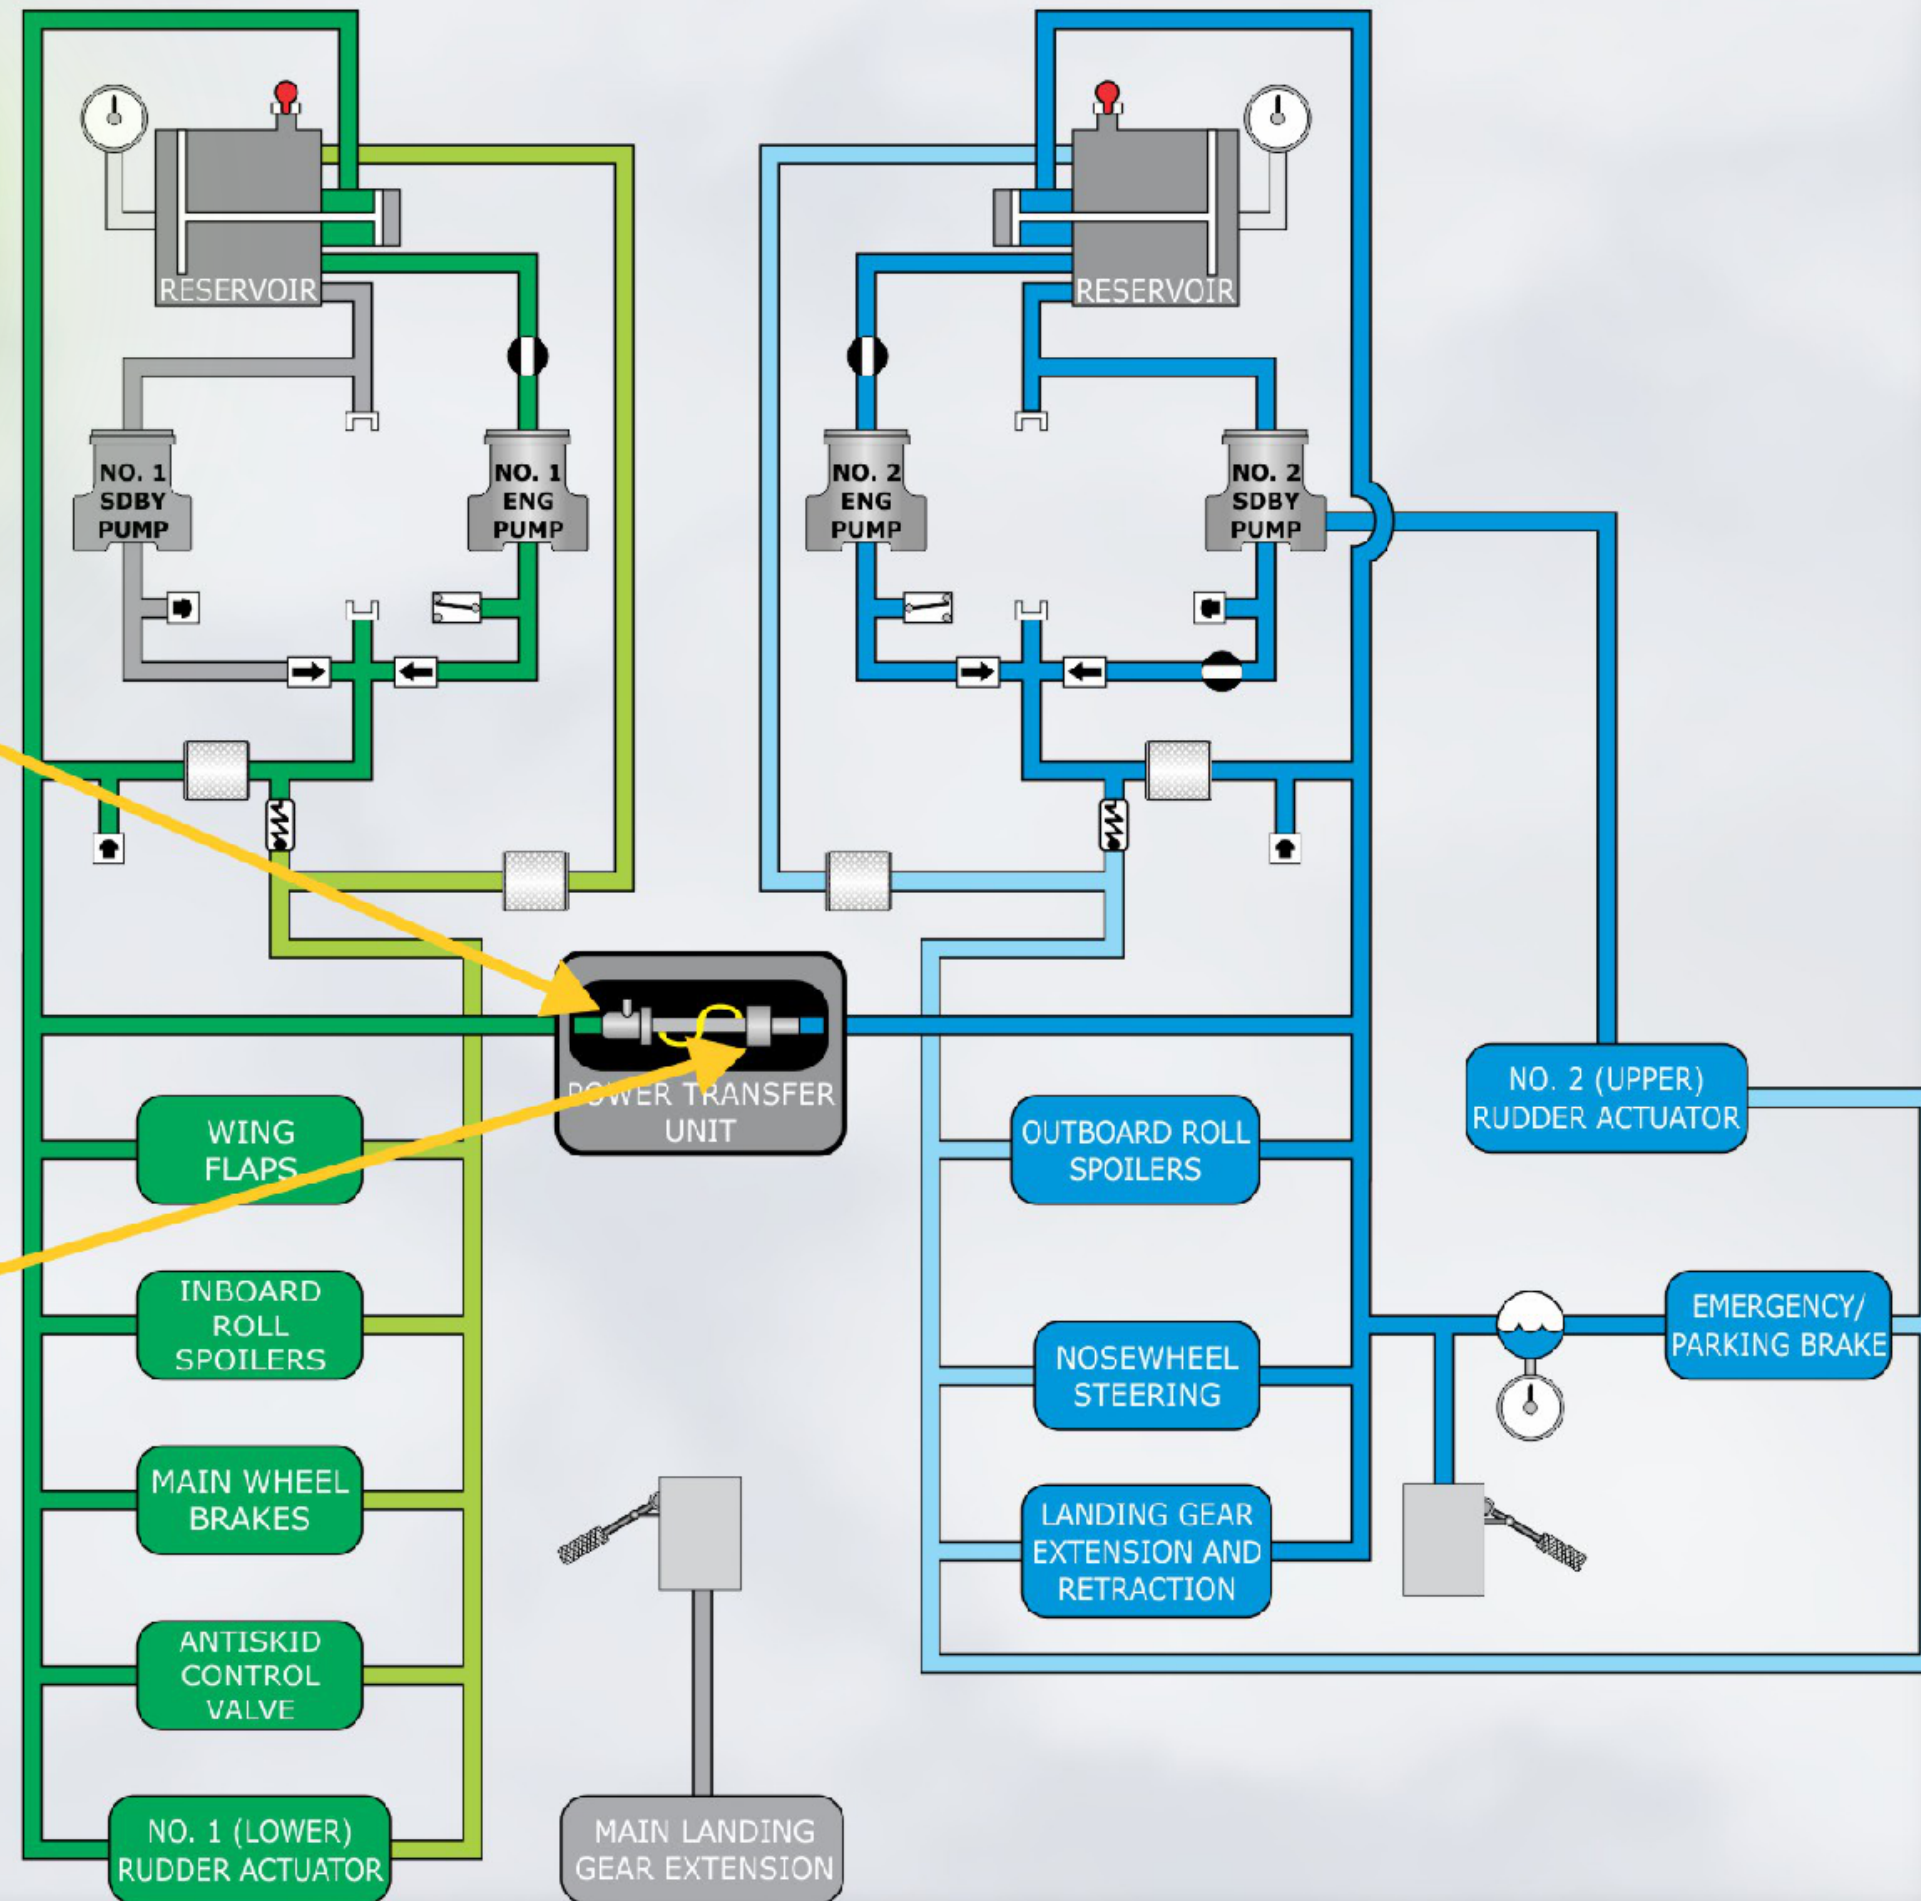 RESERVOIR
RESERVOIR
NO. 1
SDBY
PUMP
NO. 1
ENG
PUMP
NO. 2
ENG
PUMP
NO. 2
SDBY
PUMP
POWER TRANSFER
UNIT
WING
FLAPS
INBOARD
ROLL
SPOILERS
MAIN WHEEL
BRAKES
ANTISKID
CONTROL
VALVE
NO. 1 (LOWER)
RUDDER ACTUATOR
MAIN LANDING
GEAR EXTENSION
OUTBOARD ROLL
SPOILERS
NOSEWHEEL
STEERING
LANDING GEAR
EXTENSION AND
RETRACTION
NO. 2 (UPPER)
RUDDER ACTUATOR
EMERGENCY/
PARKING BRAKE